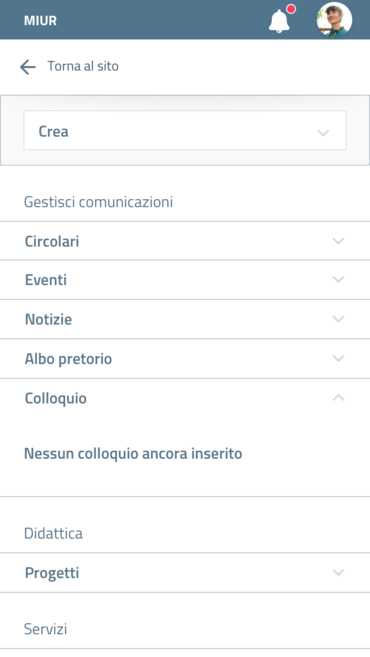 MIUR
Torna al sito
Crea
Gestisci comunicazioni
Circolari
Eventi
Notizie
Albo pretorio
Colloquio
Nessun colloquio ancora inserito
Didattica
Progetti
Servizi